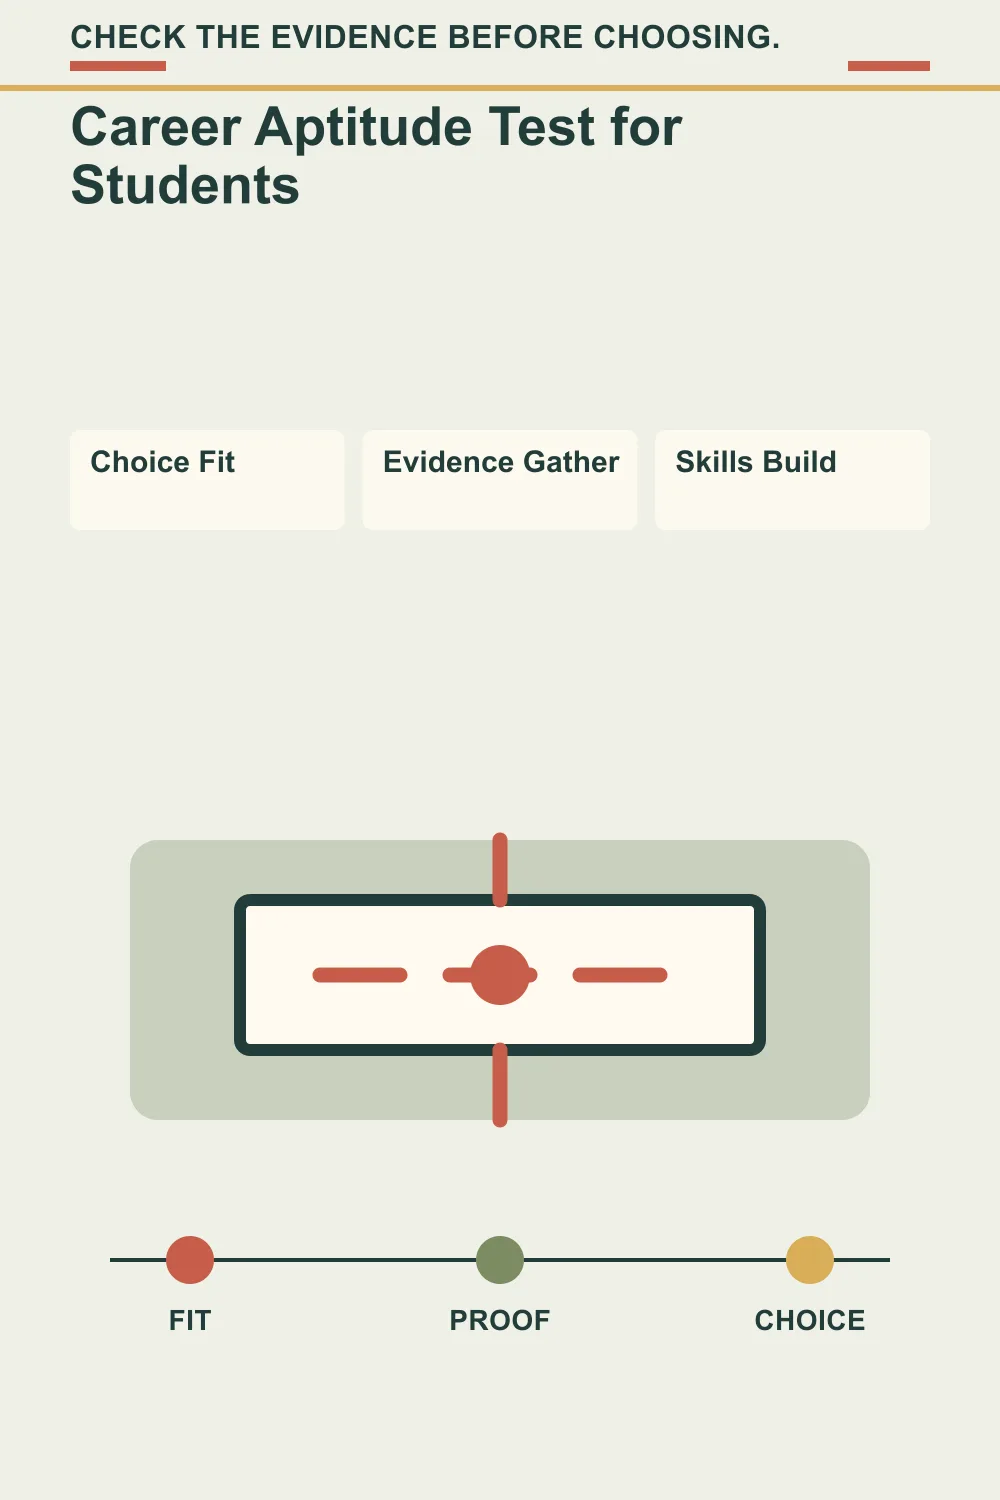 CHECK THE EVIDENCE BEFORE CHOOSING.
Career Aptitude Test for
Students
Choice Fit
Evidence Gather
Skills Build
FIT
PROOF
CHOICE